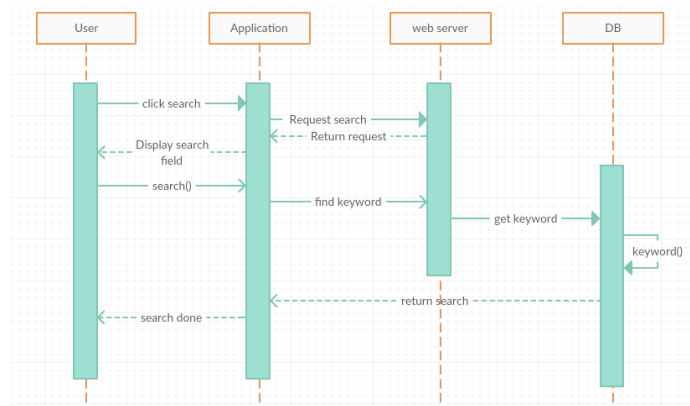 User
Application
web server
DB
click search
Request search
Return request
Display search
field
search()
find keyword
get keyword
keyword()
return search
search done